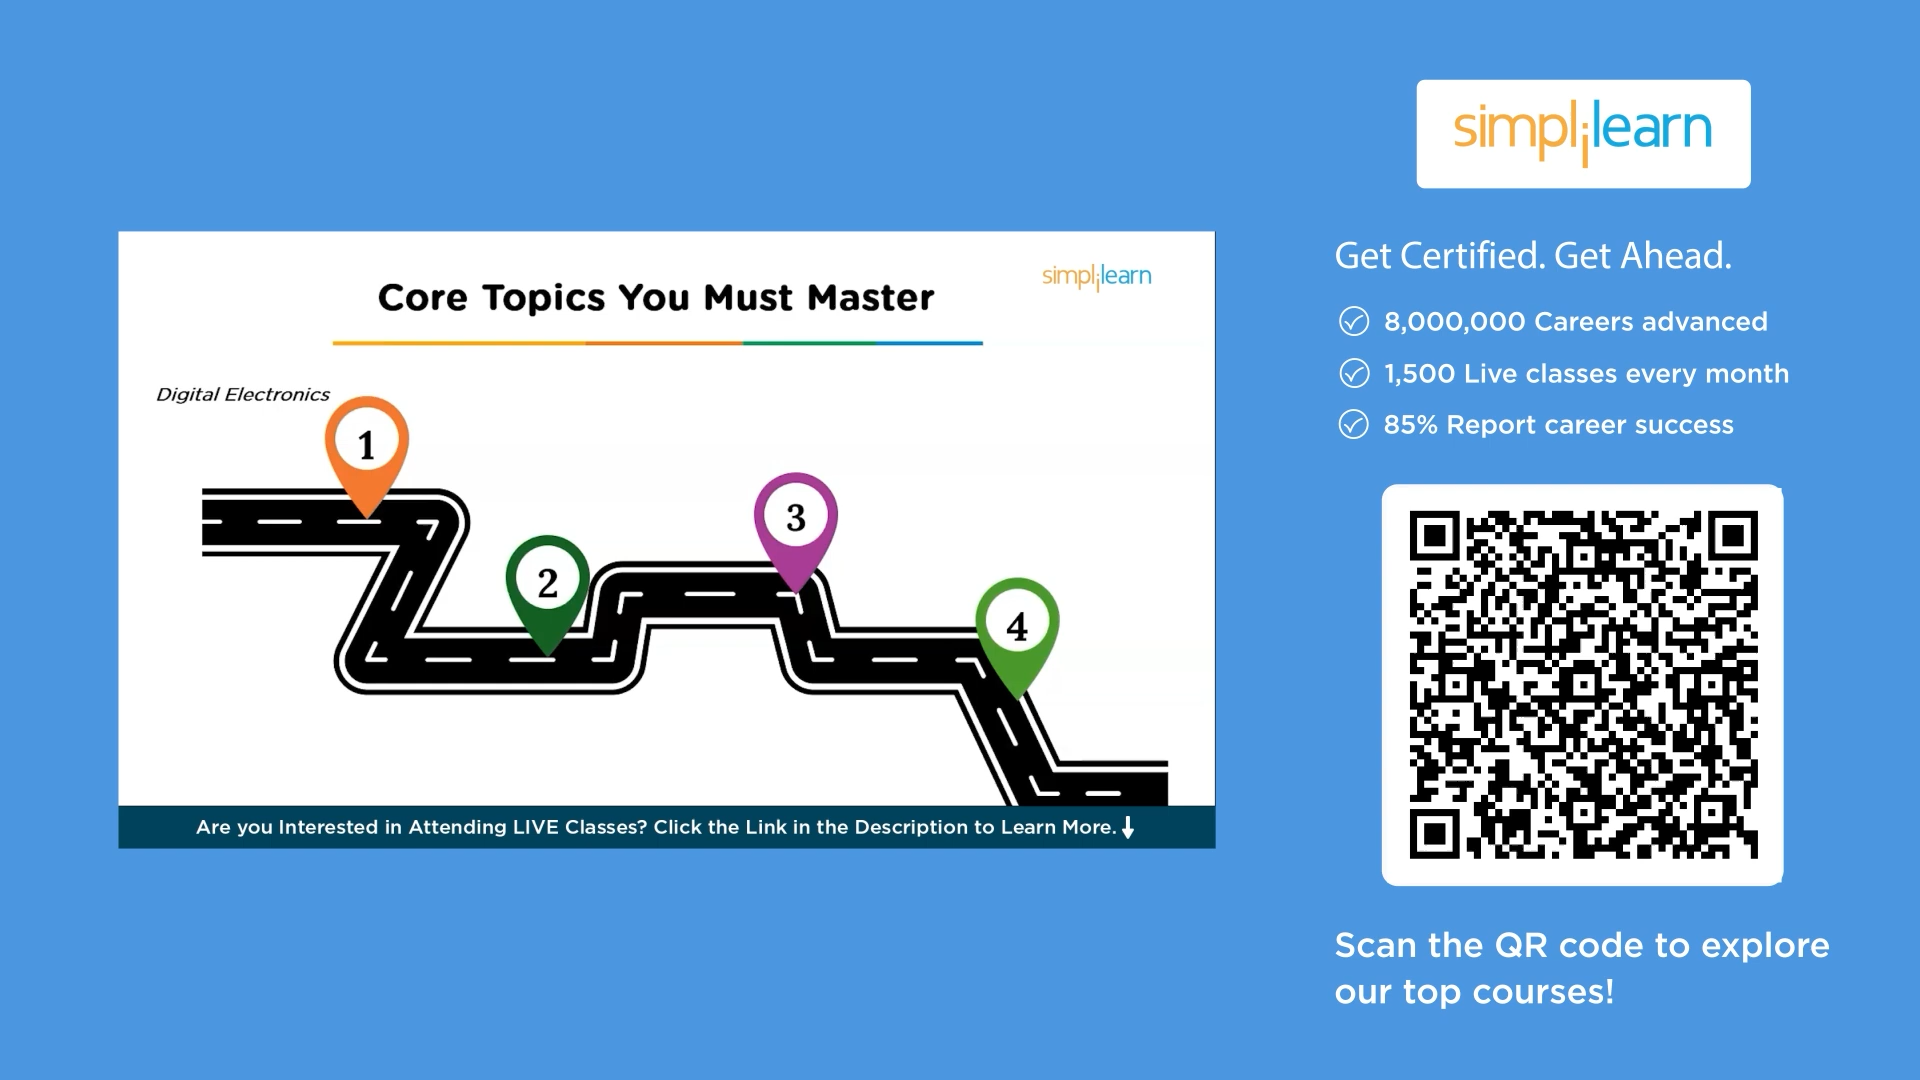 Core Topics You Must Master
simplilearn
Digital Electronics
1
2
3
4
Are you Interested in Attending LIVE Classes? Click the Link in the Description to Learn More.
simplilearn
Get Certified. Get Ahead.
8,000,000 Careers advanced
1,500 Live classes every month
85% Report career success
Scan the QR code to explore
our top courses!